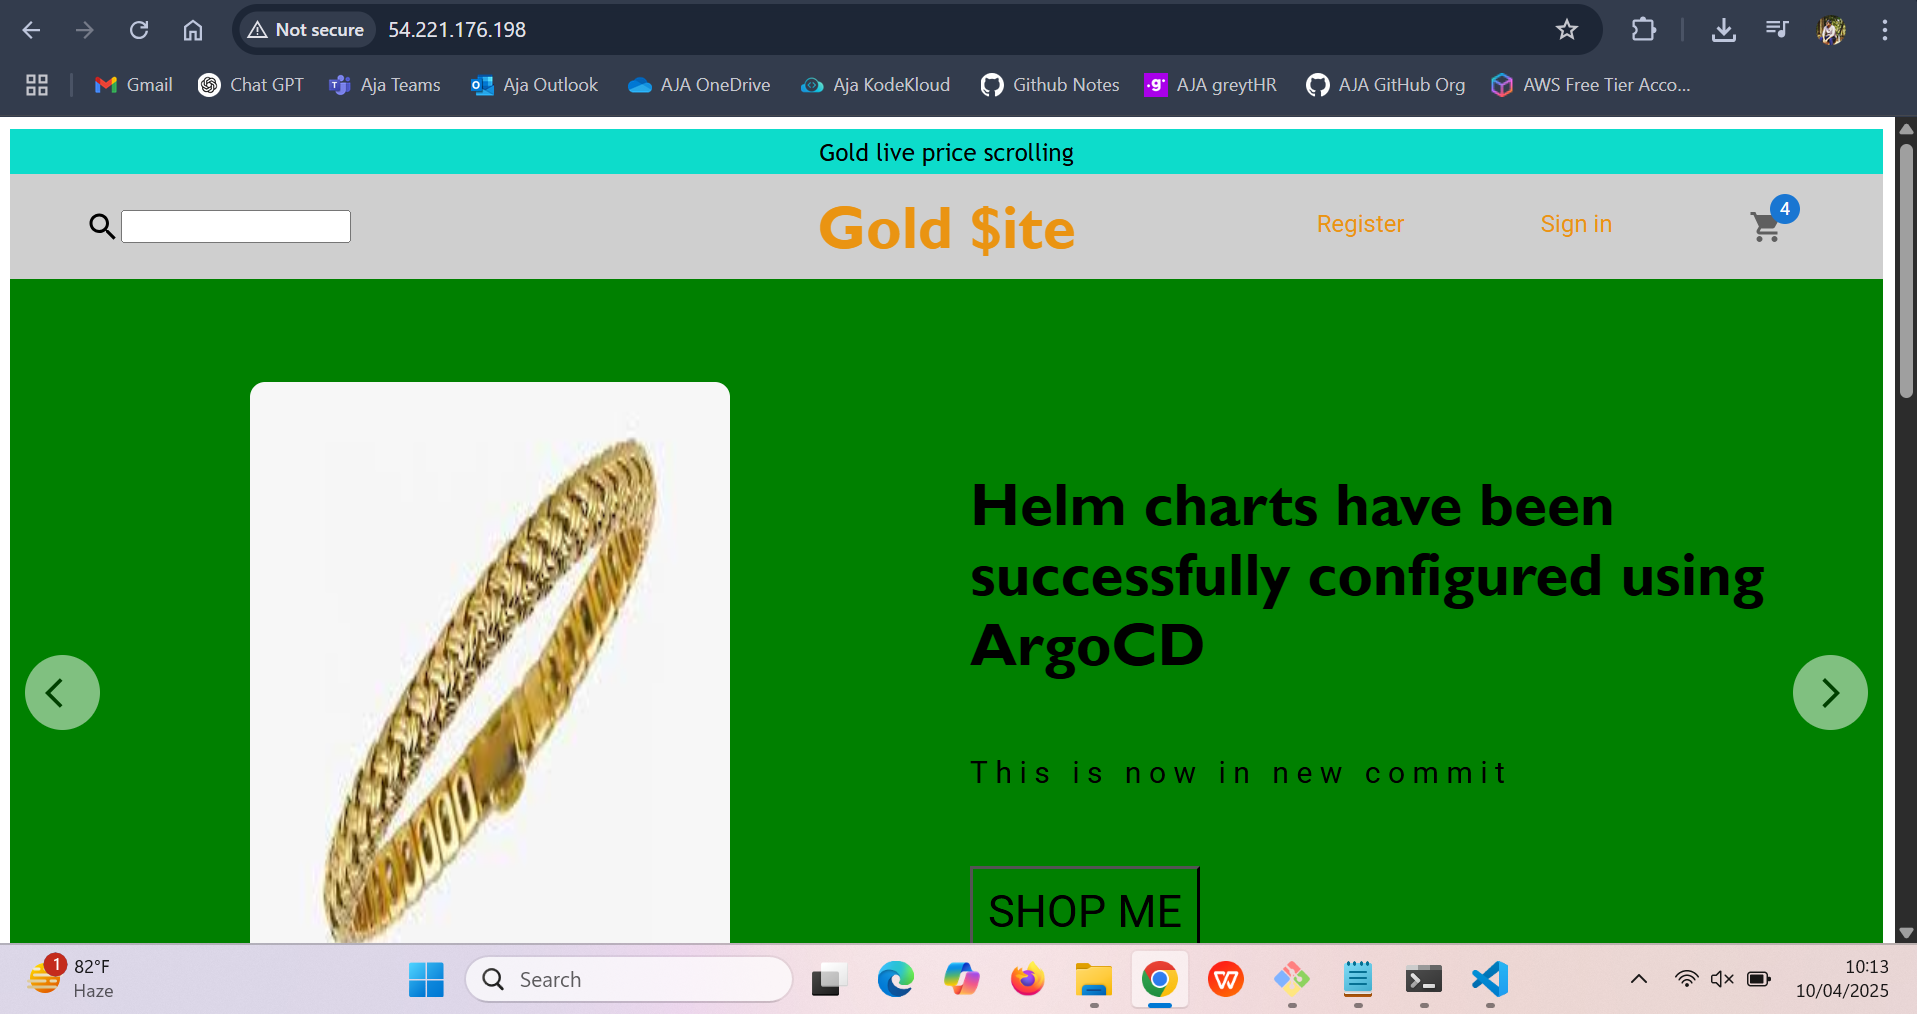 Not secure 54.221.176.198
Gmail Chat GPT Aja Teams Aja Outlook AJA OneDrive Aja KodeKloud Github Notes AJA greytHR AJA GitHub Org AWS Free Tier Acco...
Gold live price scrolling
Gold $ite Register Sign in 4
Helm charts have been
successfully configured using
ArgoCD
This is now in new commit
SHOP ME
1 82°F
Haze
Search
10:13
10/04/2025